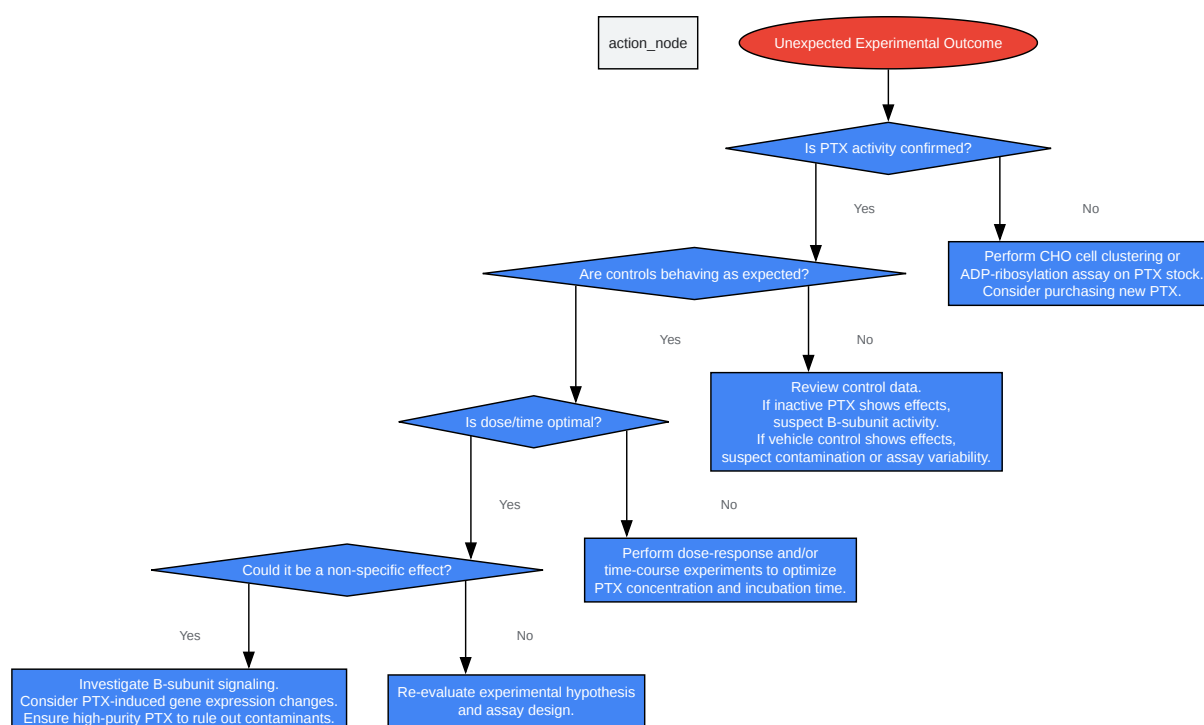 action_node
Unexpected Experimental Outcome
Is PTX activity confirmed?
Yes
No
Perform CHO cell clustering or
ADP-ribosylation assay on PTX stock.
Consider purchasing new PTX.
Are controls behaving as expected?
Yes
No
Review control data.
If inactive PTX shows effects,
suspect B-subunit activity.
If vehicle control shows effects,
suspect contamination or assay variability.
Is dose/time optimal?
Yes
No
Perform dose-response and/or
time-course experiments to optimize
PTX concentration and incubation time.
Could it be a non-specific effect?
Yes
No
Investigate B-subunit signaling.
Consider PTX-induced gene expression changes.
Ensure high-purity PTX to rule out contaminants.
Re-evaluate experimental hypothesis
and assay design.